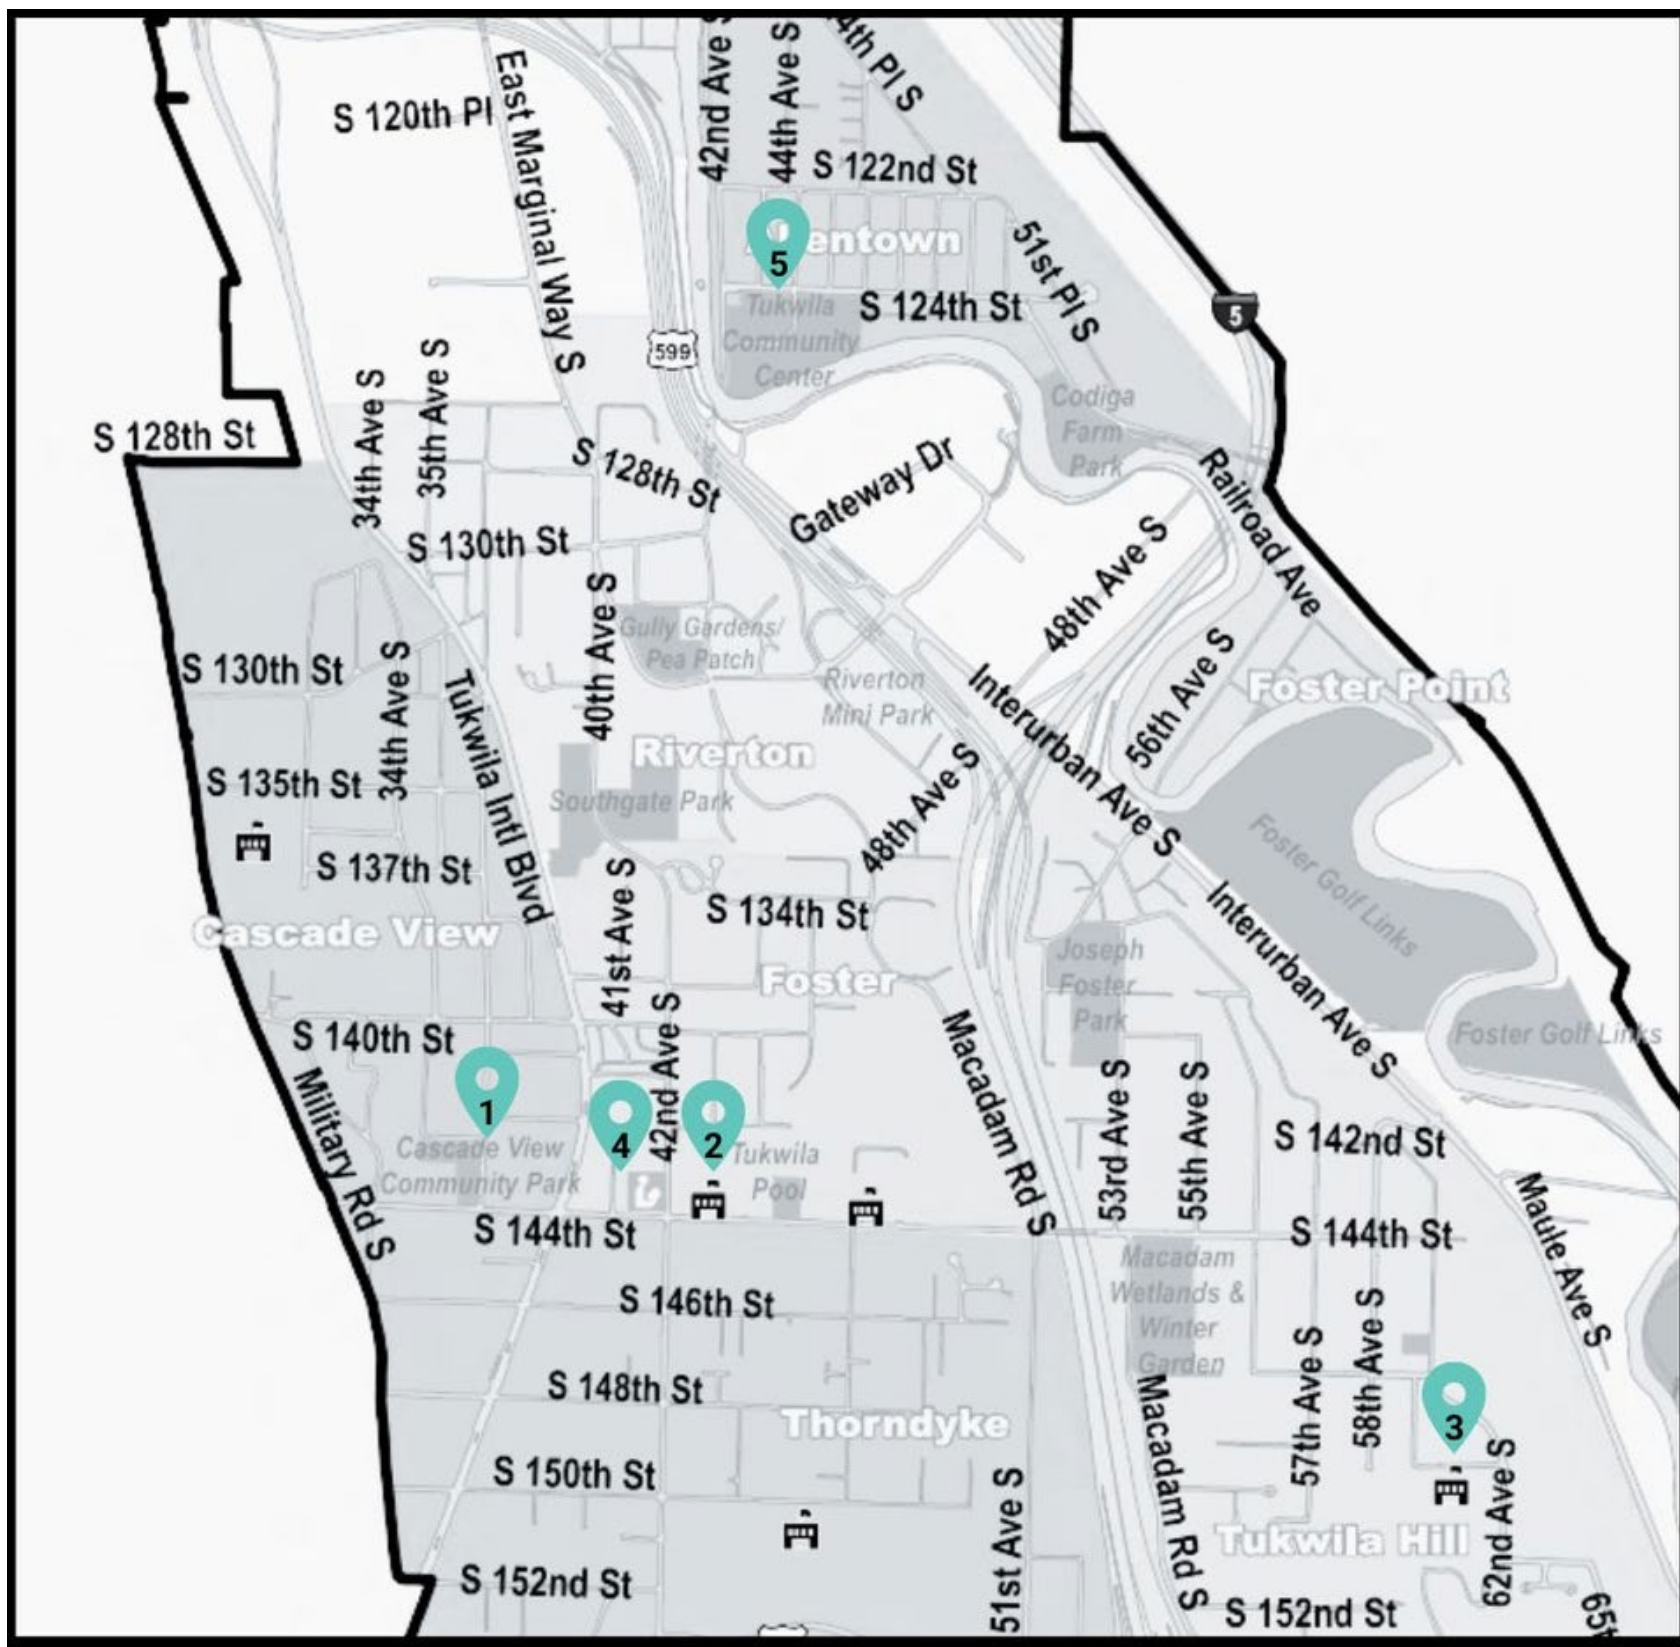 42nd Ave S
44th Ave S
4th Pl S
East Marginal Way S
S 120th Pl
S 122nd St
5
entown
51st Pl S
S 124th St
Tukwila
Community
Center
5
599
34th Ave S
35th Ave S
Codiga
Farm
Park
S 128th St
S 128th St
Gateway Dr
Railroad Ave
S 130th St
48th Ave S
40th Ave S
Gully Gardens/
Pea Patch
S 130th St
34th Ave S
Tukwila Intl Blvd
Riverton
Mini Park
Interurban Ave S
56th Ave S
Foster Point
Riverton
S 135th St
Southgate Park
48th Ave S
Foster Golf Links
S 137th St
41st Ave S
S 134th St
Interurban Ave S
Cascade View
Foster
Joseph
Foster
Park
S 140th St
42nd Ave S
Macadam Rd S
Foster Golf Links
Military Rd S
1
4
2
53rd Ave S
55th Ave S
S 142nd St
Cascade View
Community Park
Tukwila
Pool
S 144th St
S 144th St
Maule Ave S
Macadam
Wetlands &
Winter
Garden
S 146th St
57th Ave S
58th Ave S
S 148th St
Macadam Rd S
3
Thorndyke
S 150th St
51st Ave S
62nd Ave S
Tukwila Hill
S 152nd St
S 152nd St
65t